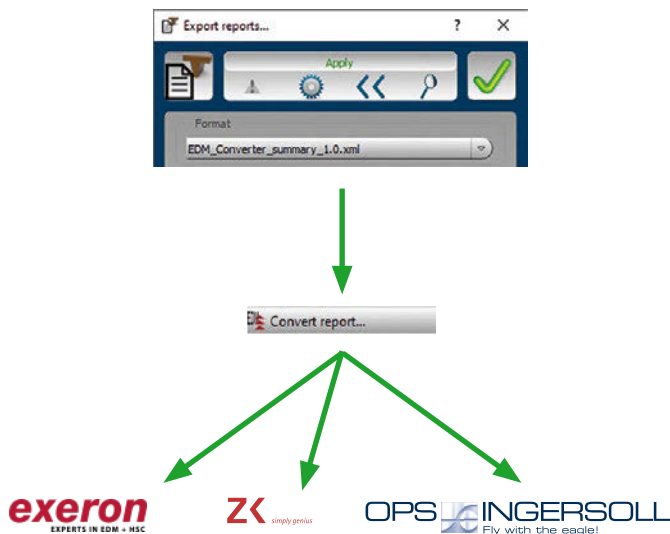 Export reports...
?
Apply
Format
EDM_Converter_summary_1.0.xml
Convert report...
exeron
EXPERTS IN EDM + HSC
ZK simply genius
OPS INGERSOLL
Fly with the eagle!